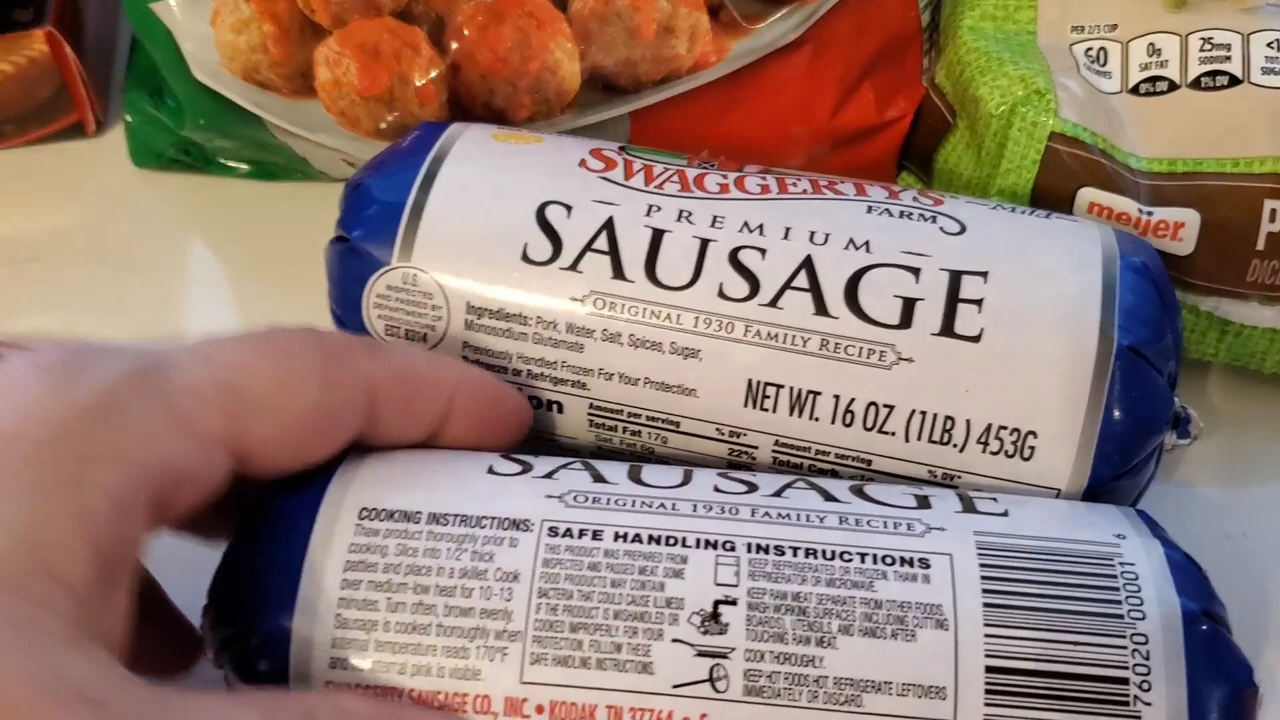 PER 2/3 CUP
60 CALORIES
0g SAT FAT 0% DV
25mg SODIUM 1% DV
<1
meijer.
P
SWAGGERTY'S
FARM
Mild
PREMIUM
SAUSAGE
ORIGINAL 1930 FAMILY RECIPE
U.S.
INSPECTED
AND PASSED BY
DEPARTMENT OF
AGRICULTURE
EST. 8314
Ingredients: Pork, Water, Salt, Spices, Sugar,
Monosodium Glutamate
Previously Handled Frozen For Your Protection.
Refreeze or Refrigerate.
NET WT. 16 OZ. (1LB.) 453G
on
Amount per serving % DV*
Total Fat 17g 22%
Sat. Fat 6g
Amount per serving % DV*
Total Carb. <1g
SAUSAGE
ORIGINAL 1930 FAMILY RECIPE
COOKING INSTRUCTIONS:
Thaw product thoroughly prior to
cooking. Slice into 1/2" thick
patties and place in a skillet. Cook
over medium-low heat for 10-13
minutes. Turn often, brown evenly.
Sausage is cooked thoroughly when
internal temperature reads 170°F
and internal pink is visible.
SAFE HANDLING INSTRUCTIONS
THIS PRODUCT WAS PREPARED FROM
INSPECTED AND PASSED MEAT. SOME
FOOD PRODUCTS MAY CONTAIN
BACTERIA THAT COULD CAUSE ILLNESS
IF THE PRODUCT IS MISHANDLED OR
COOKED IMPROPERLY. FOR YOUR
PROTECTION, FOLLOW THESE
SAFE HANDLING INSTRUCTIONS.
KEEP REFRIGERATED OR FROZEN. THAW IN
REFRIGERATOR OR MICROWAVE.
KEEP RAW MEAT SEPARATE FROM OTHER FOODS.
WASH WORKING SURFACES (INCLUDING CUTTING
BOARDS), UTENSILS, AND HANDS AFTER
TOUCHING RAW MEAT.
COOK THOROUGHLY.
KEEP HOT FOODS HOT. REFRIGERATE LEFTOVERS
IMMEDIATELY OR DISCARD.
76020 00001 6
SWAGGERTY SAUSAGE CO., INC. • KODAK, TN 37764 •